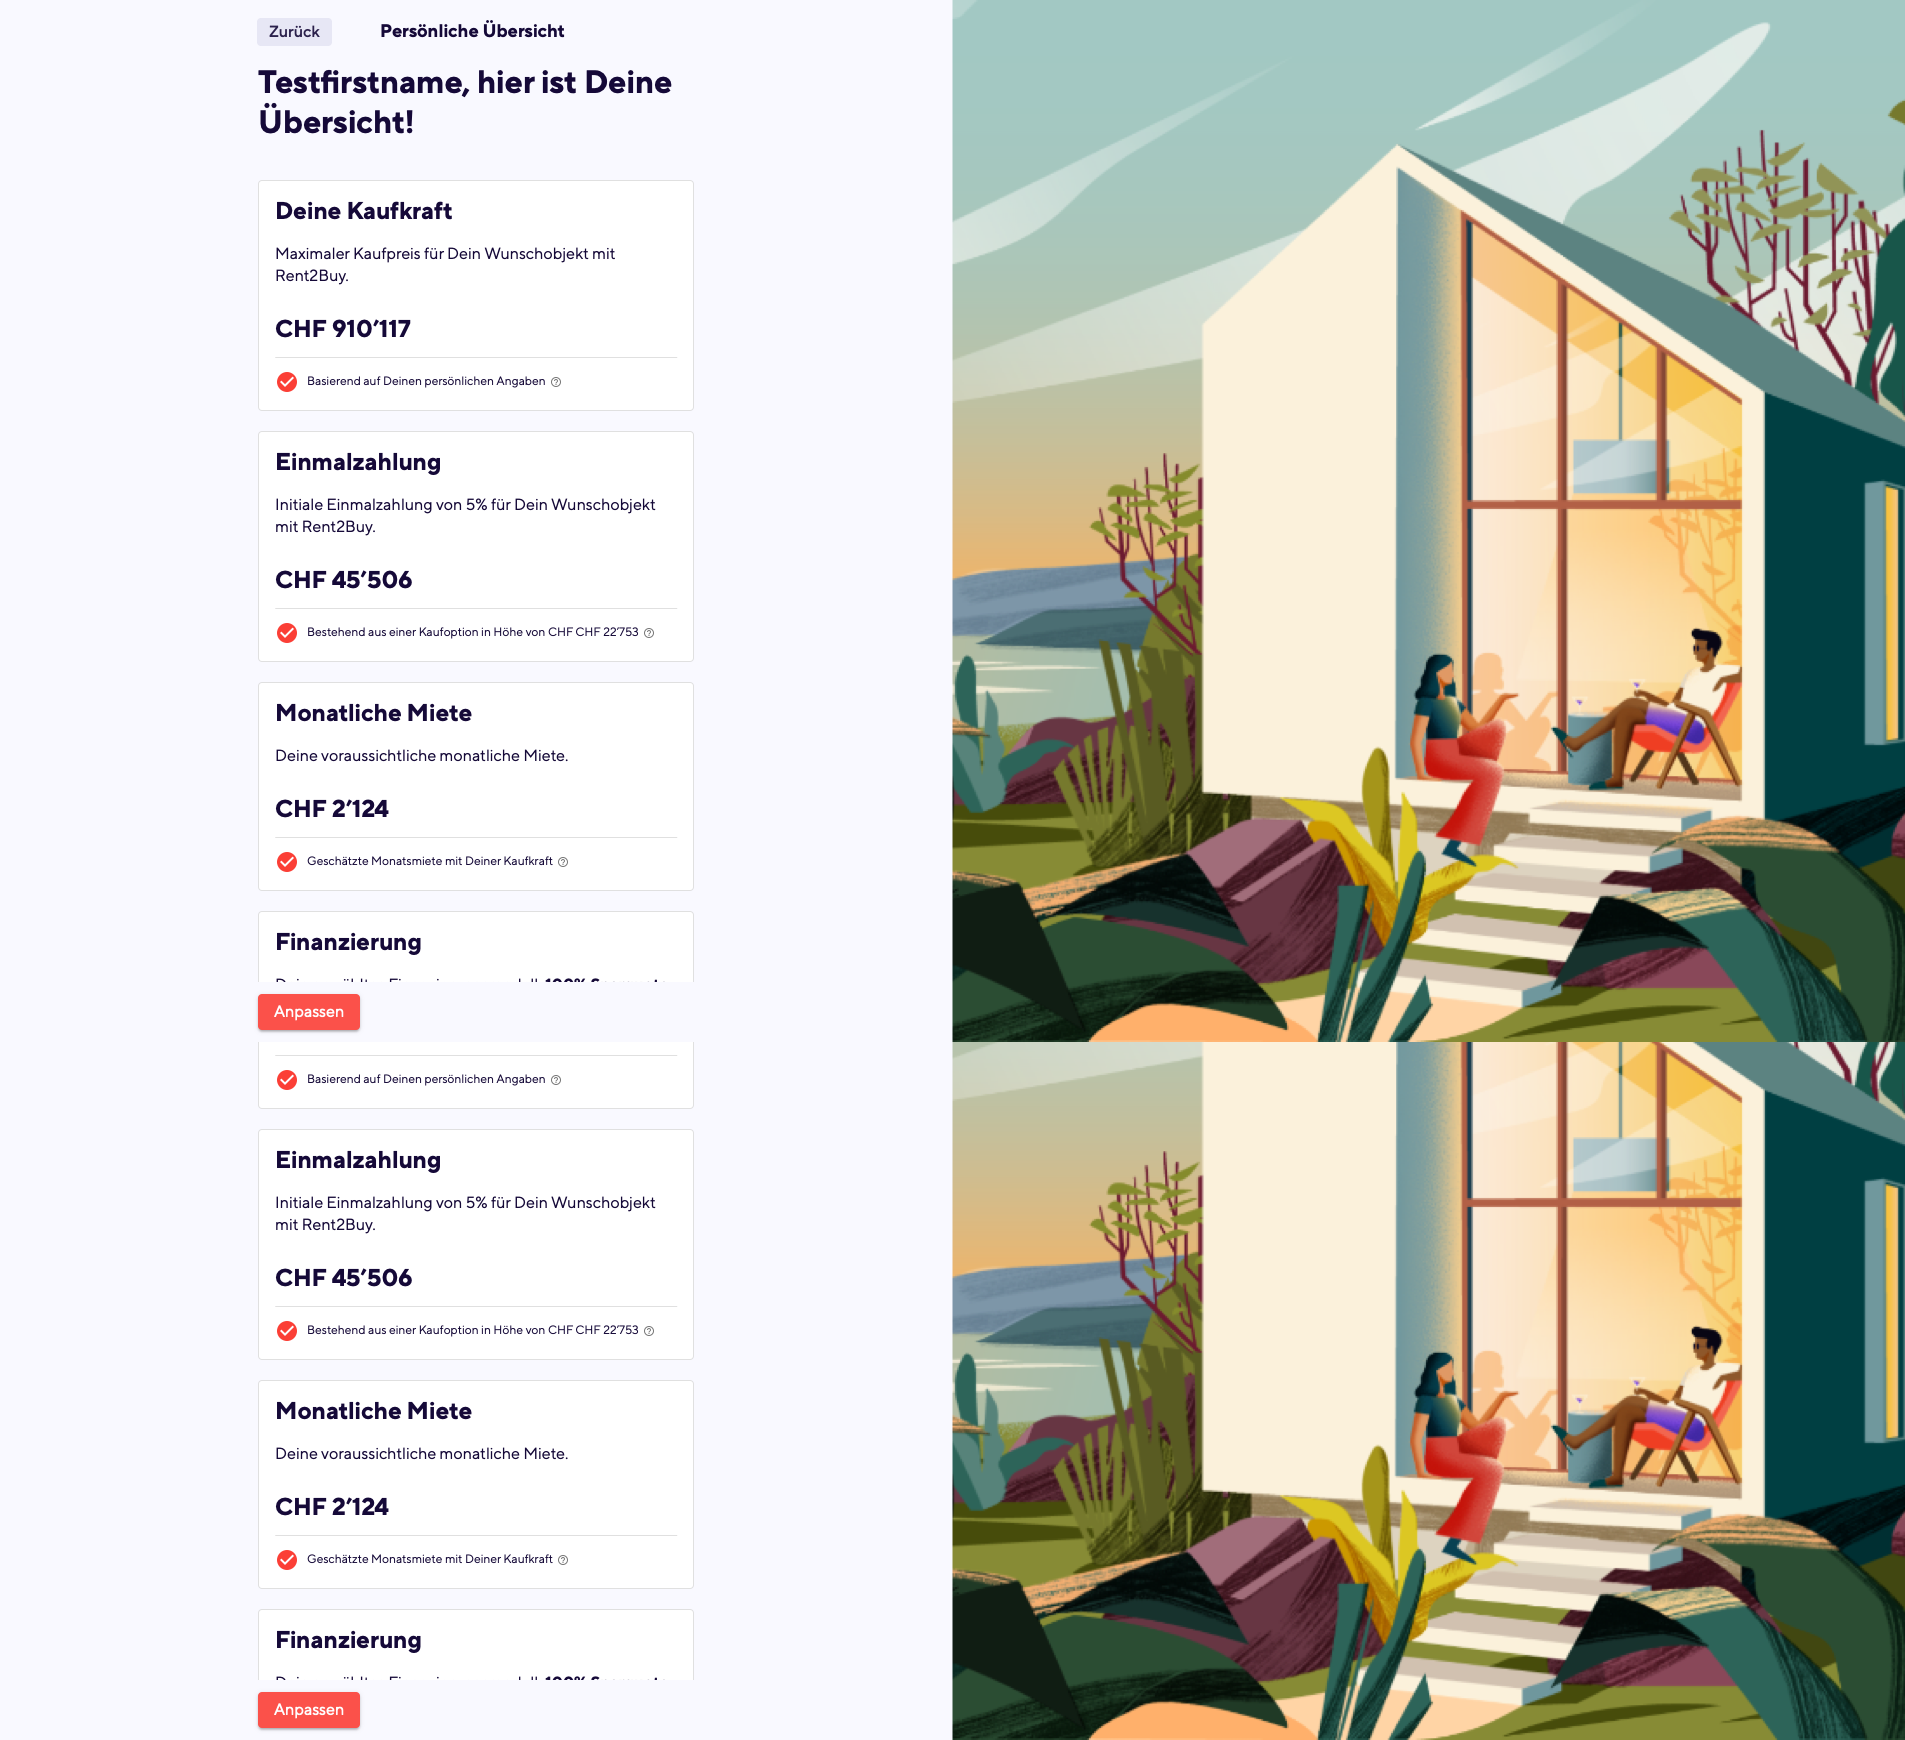 Zurück
Persönliche Übersicht
Testfirstname, hier ist Deine
Übersicht!
Deine Kaufkraft
Maximaler Kaufpreis für Dein Wunschobjekt mit
Rent2Buy.
CHF 910’117
Basierend auf Deinen persönlichen Angaben
Einmalzahlung
Initiale Einmalzahlung von 5% für Dein Wunschobjekt
mit Rent2Buy.
CHF 45’506
Bestehend aus einer Kaufoption in Höhe von CHF CHF 22’753
Monatliche Miete
Deine voraussichtliche monatliche Miete.
CHF 2’124
Geschätzte Monatsmiete mit Deiner Kaufkraft
Finanzierung
Anpassen
Basierend auf Deinen persönlichen Angaben
Einmalzahlung
Initiale Einmalzahlung von 5% für Dein Wunschobjekt
mit Rent2Buy.
CHF 45’506
Bestehend aus einer Kaufoption in Höhe von CHF CHF 22’753
Monatliche Miete
Deine voraussichtliche monatliche Miete.
CHF 2’124
Geschätzte Monatsmiete mit Deiner Kaufkraft
Finanzierung
Anpassen